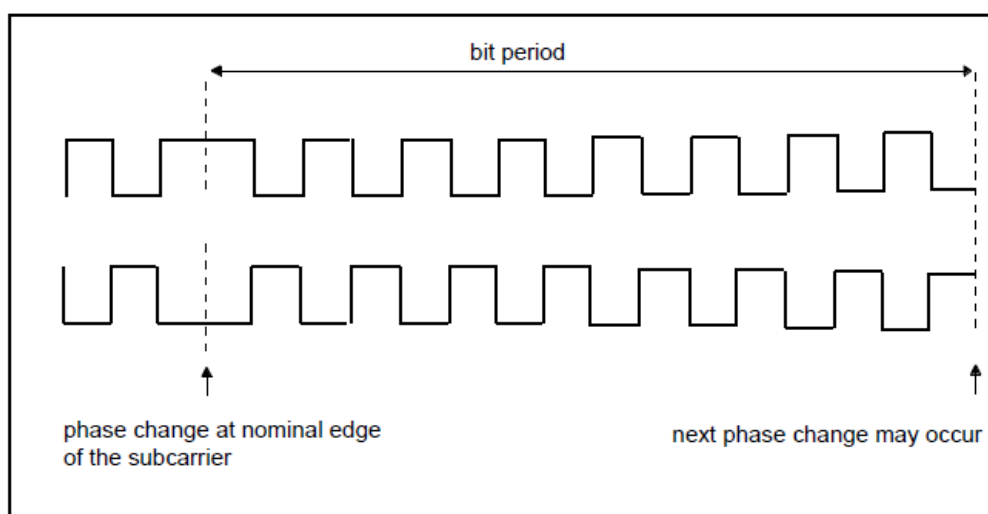 bit period
phase change at nominal edge
of the subcarrier
next phase change may occur